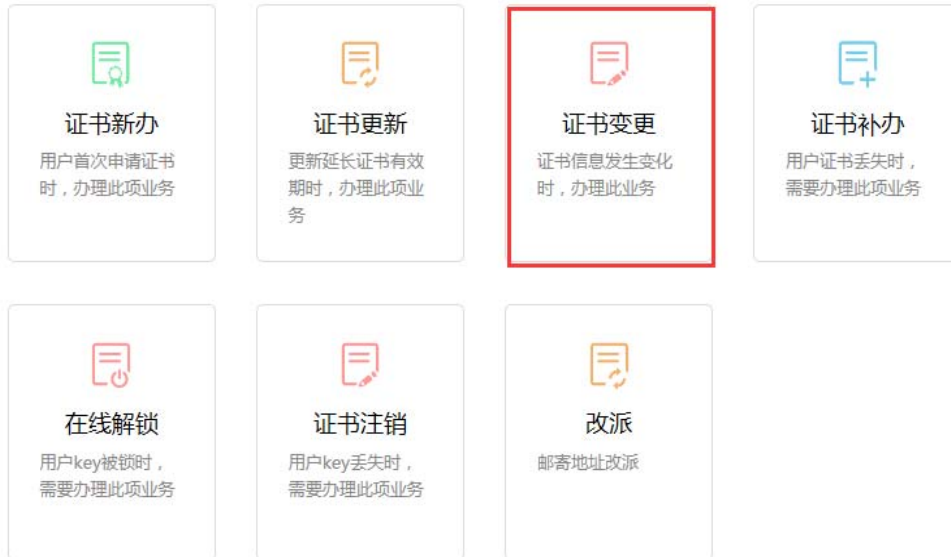 证书新办
用户首次申请证书
时，办理此项业务
证书更新
更新延长证书有效
期时，办理此项业
务
证书变更
证书信息发生变化
时，办理此业务
证书补办
用户证书丢失时，
需要办理此项业务
在线解锁
用户key被锁时，
需要办理此项业务
证书注销
用户key丢失时，
需要办理此项业务
改派
邮寄地址改派